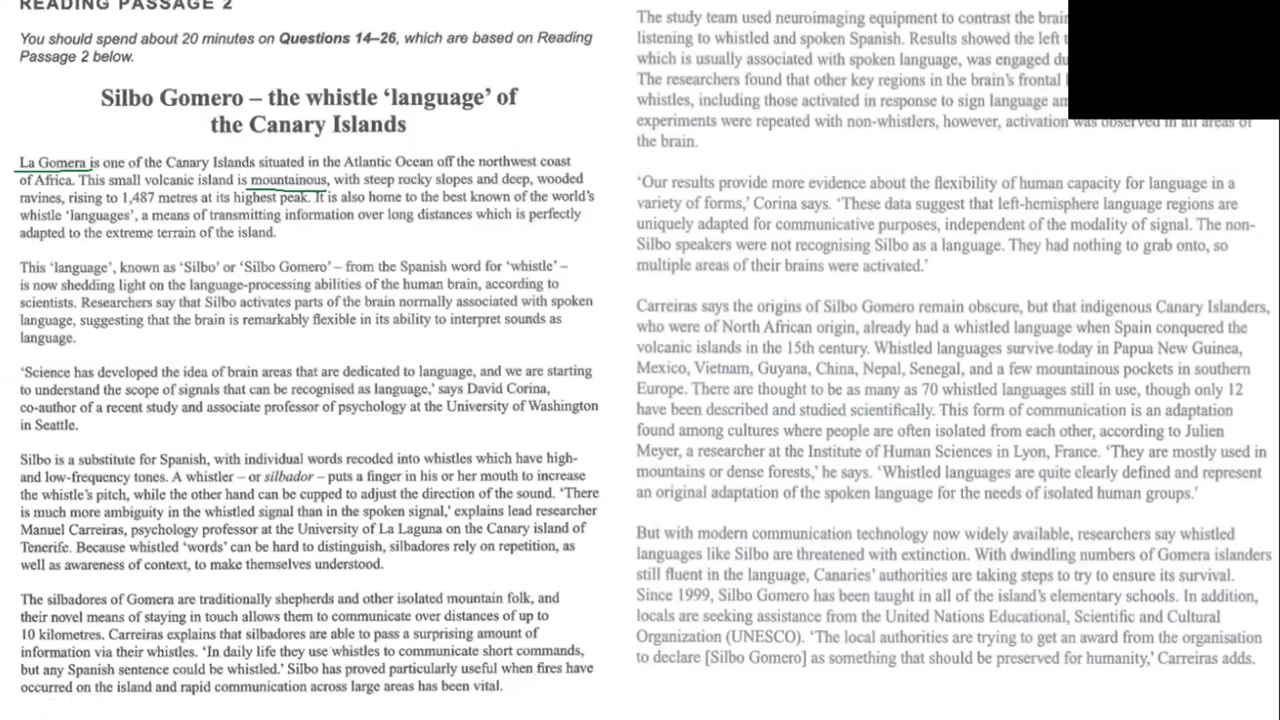 READING PASSAGE 2
You should spend about 20 minutes on Questions 14–26, which are based on Reading
Passage 2 below.
Silbo Gomero – the whistle ‘language’ of
the Canary Islands
La Gomera is one of the Canary Islands situated in the Atlantic Ocean off the northwest coast
of Africa. This small volcanic island is mountainous, with steep rocky slopes and deep, wooded
ravines, rising to 1,487 metres at its highest peak. It is also home to the best known of the world’s
whistle ‘languages’, a means of transmitting information over long distances which is perfectly
adapted to the extreme terrain of the island.
This ‘language’, known as ‘Silbo’ or ‘Silbo Gomero’ – from the Spanish word for ‘whistle’ –
is now shedding light on the language-processing abilities of the human brain, according to
scientists. Researchers say that Silbo activates parts of the brain normally associated with spoken
language, suggesting that the brain is remarkably flexible in its ability to interpret sounds as
language.
‘Science has developed the idea of brain areas that are dedicated to language, and we are starting
to understand the scope of signals that can be recognised as language,’ says David Corina,
co-author of a recent study and associate professor of psychology at the University of Washington
in Seattle.
Silbo is a substitute for Spanish, with individual words recoded into whistles which have high-
and low-frequency tones. A whistler – or silbador – puts a finger in his or her mouth to increase
the whistle’s pitch, while the other hand can be cupped to adjust the direction of the sound. ‘There
is much more ambiguity in the whistled signal than in the spoken signal,’ explains lead researcher
Manuel Carreiras, psychology professor at the University of La Laguna on the Canary island of
Tenerife. Because whistled ‘words’ can be hard to distinguish, silbadores rely on repetition, as
well as awareness of context, to make themselves understood.
The silbadores of Gomera are traditionally shepherds and other isolated mountain folk, and
their novel means of staying in touch allows them to communicate over distances of up to
10 kilometres. Carreiras explains that silbadores are able to pass a surprising amount of
information via their whistles. ‘In daily life they use whistles to communicate short commands,
but any Spanish sentence could be whistled.’ Silbo has proved particularly useful when fires have
occurred on the island and rapid communication across large areas has been vital.
The study team used neuroimaging equipment to contrast the brain
listening to whistled and spoken Spanish. Results showed the left
which is usually associated with spoken language, was engaged
The researchers found that other key regions in the brain’s frontal
whistles, including those activated in response to sign language
experiments were repeated with non-whistlers, however, activation was observed in all areas of
the brain.
‘Our results provide more evidence about the flexibility of human capacity for language in a
variety of forms,’ Corina says. ‘These data suggest that left-hemisphere language regions are
uniquely adapted for communicative purposes, independent of the modality of signal. The non-
Silbo speakers were not recognising Silbo as a language. They had nothing to grab onto, so
multiple areas of their brains were activated.’
Carreiras says the origins of Silbo Gomero remain obscure, but that indigenous Canary Islanders,
who were of North African origin, already had a whistled language when Spain conquered the
volcanic islands in the 15th century. Whistled languages survive today in Papua New Guinea,
Mexico, Vietnam, Guyana, China, Nepal, Senegal, and a few mountainous pockets in southern
Europe. There are thought to be as many as 70 whistled languages still in use, though only 12
have been described and studied scientifically. This form of communication is an adaptation
found among cultures where people are often isolated from each other, according to Julien
Meyer, a researcher at the Institute of Human Sciences in Lyon, France. ‘They are mostly used in
mountains or dense forests,’ he says. ‘Whistled languages are quite clearly defined and represent
an original adaptation of the spoken language for the needs of isolated human groups.’
But with modern communication technology now widely available, researchers say whistled
languages like Silbo are threatened with extinction. With dwindling numbers of Gomera islanders
still fluent in the language, Canaries’ authorities are taking steps to try to ensure its survival.
Since 1999, Silbo Gomero has been taught in all of the island’s elementary schools. In addition,
locals are seeking assistance from the United Nations Educational, Scientific and Cultural
Organization (UNESCO). ‘The local authorities are trying to get an award from the organisation
to declare [Silbo Gomero] as something that should be preserved for humanity,’ Carreiras adds.